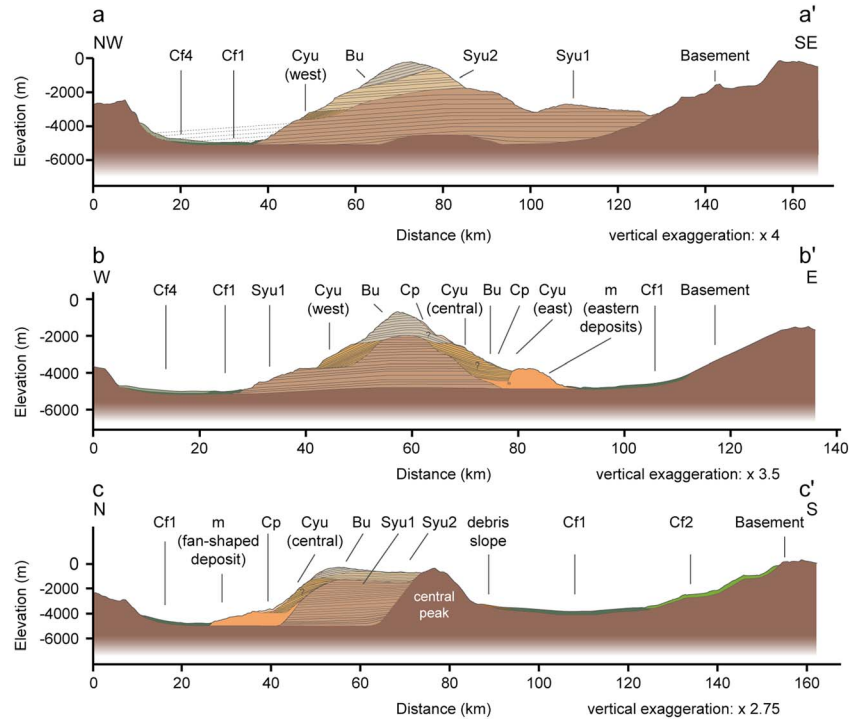 a
a'
NW
SE
Cf4 Cf1 Cyu Bu Syu2 Syu1 Basement
(west)
0
-2000
-4000
-6000
Elevation (m)
0 20 40 60 80 100 120 140 160
Distance (km)
vertical exaggeration: x 4
b
b'
W
E
Cf4 Cf1 Syu1 Cyu Bu Cp Cyu Bu Cp Cyu m Cf1 Basement
(west) (central) (east) (eastern
deposits)
0
-2000
-4000
-6000
Elevation (m)
?
?
?
0 20 40 60 80 100 120 140
Distance (km)
vertical exaggeration: x 3.5
c
c'
N
S
Cf1 m Cp Cyu Bu Syu1 Syu2 debris Cf1 Cf2 Basement
(fan-shaped (central) slope
deposit)
0
-2000
-4000
-6000
Elevation (m)
?
central
peak
0 20 40 60 80 100 120 140 160
Distance (km)
vertical exaggeration: x 2.75